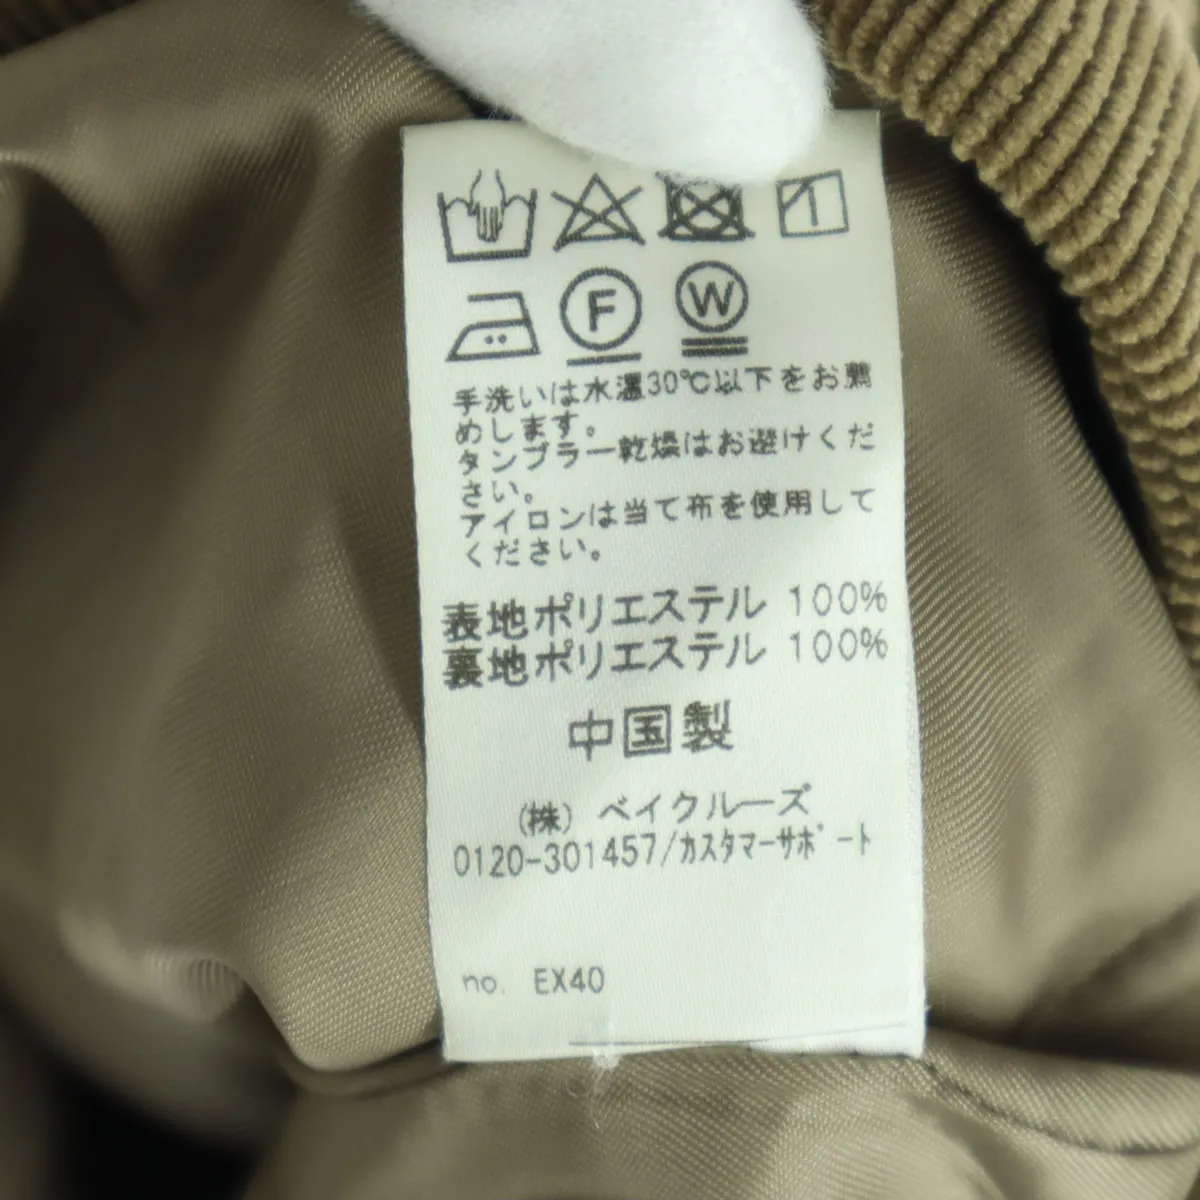 F W
手洗いは水温30℃以下をお薦
めします。
タンブラー乾燥はお避けくだ
さい。
アイロンは当て布を使用して
ください。
表地ポリエステル 100%
裏地ポリエステル 100%
中国製
(株) ベイクルーズ
0120-301457/カスタマーサポート
no. EX40